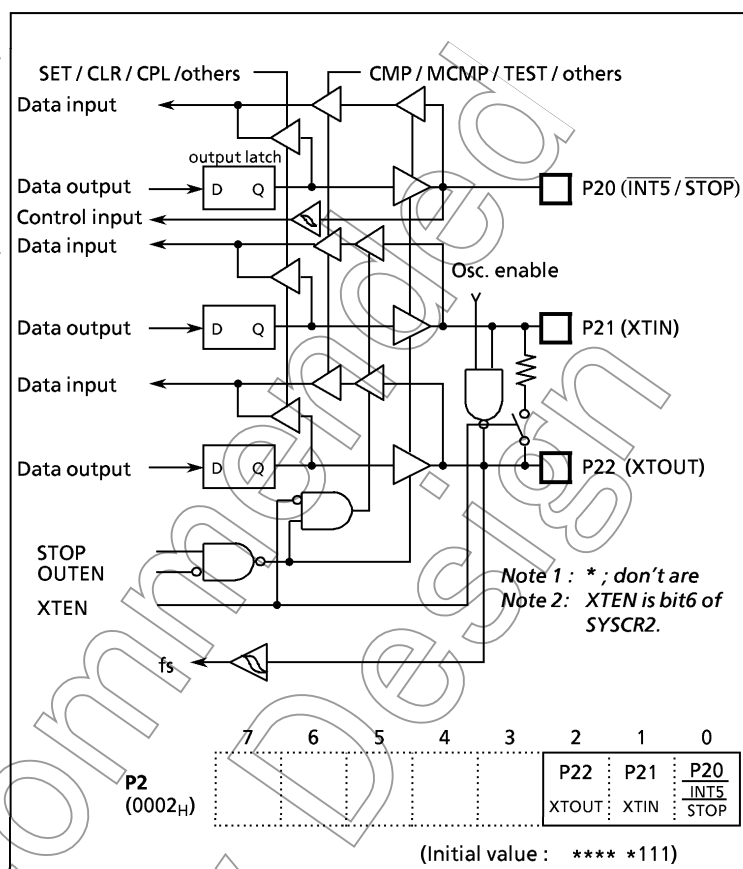 SET / CLR / CPL /others
CMP / MCMP / TEST / others
Data input
output latch
Data output
D Q
P20 (INT5 / STOP)
Control input
Data input
Osc. enable
Data output
D Q
P21 (XTIN)
Data input
Data output
D Q
P22 (XTOUT)
STOP
OUTEN
XTEN
Note 1 : * ; don't are
Note 2: XTEN is bit6 of
SYSCR2.
fs
7 6 5 4 3 2 1 0
P2
(0002H)
P22 P21 P20
XTOUT XTIN INT5
STOP
(Initial value : **** *111)
ommended
Design